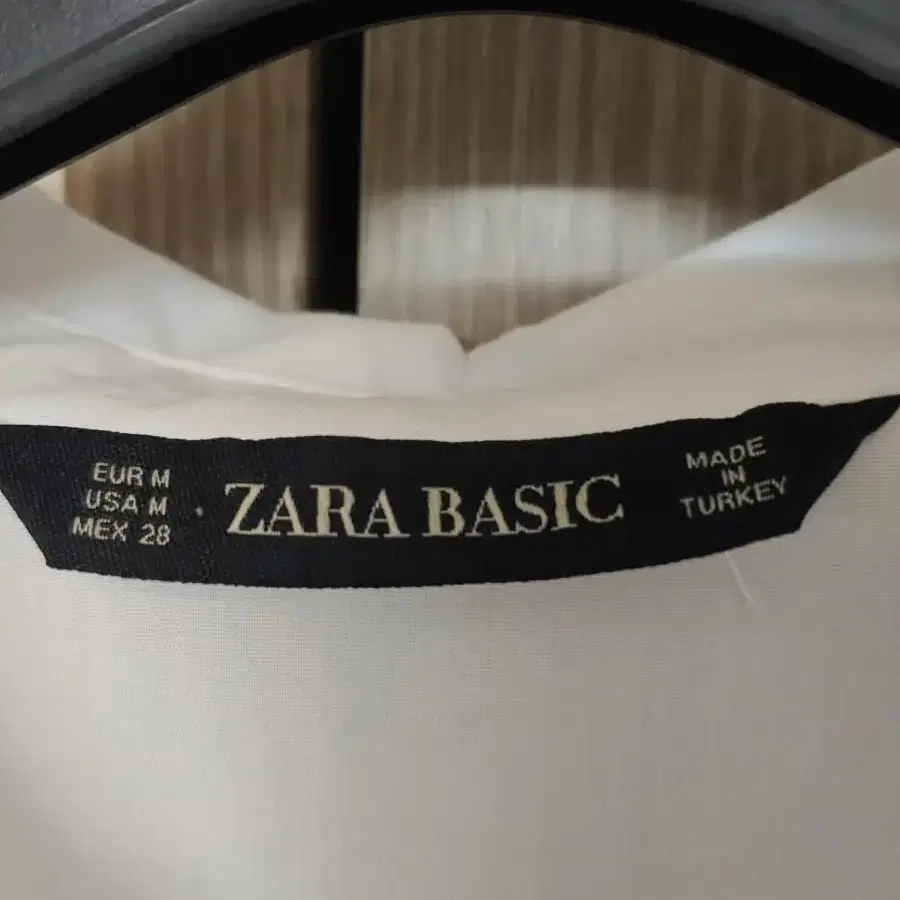 EUR M
USA M
MEX 28
ZARA BASIC
MADE
IN
TURKEY